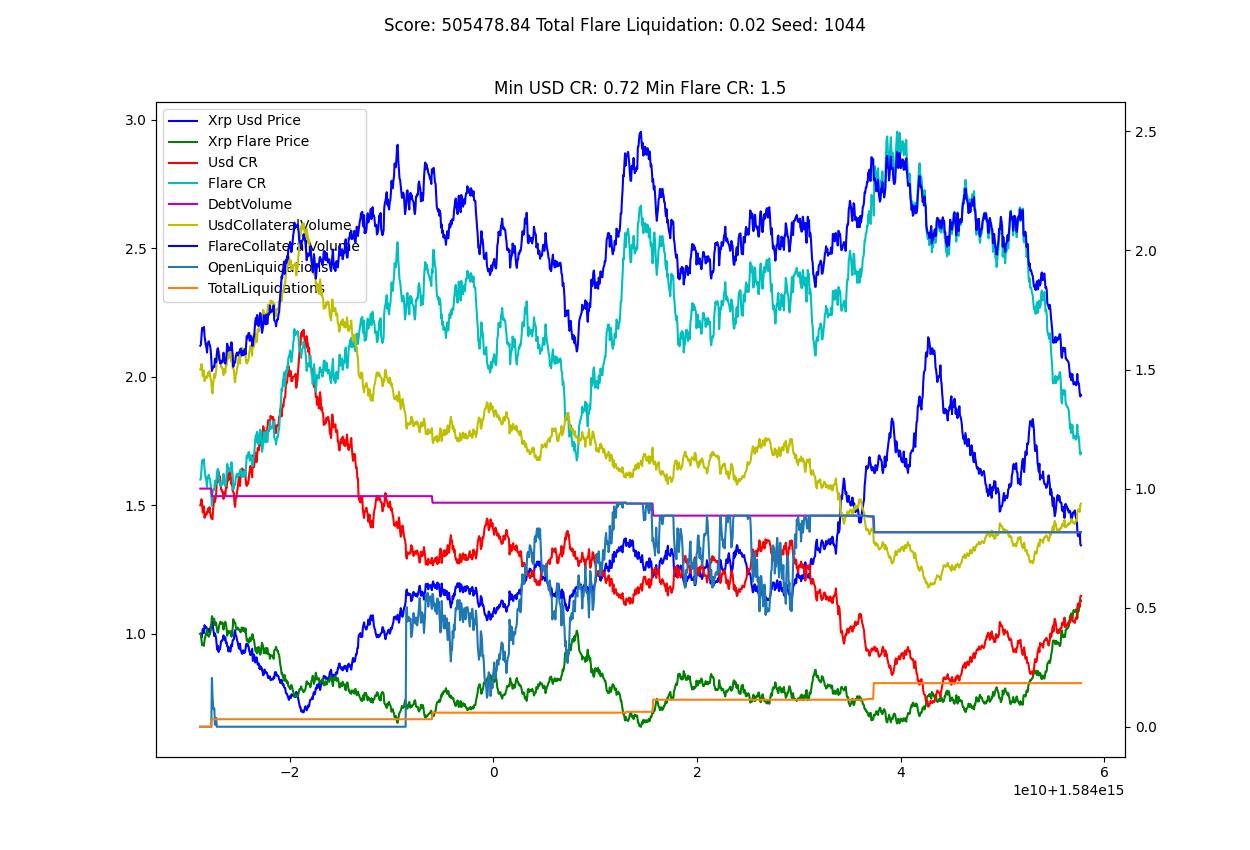 Score: 505478.84 Total Flare Liquidation: 0.02 Seed: 1044
Min USD CR: 0.72 Min Flare CR: 1.5
Xrp Usd Price
Xrp Flare Price
Usd CR
Flare CR
DebtVolume
UsdCollateralVolume
FlareCollateralVolume
OpenLiquidations
TotalLiquidations
3.0
2.5
2.0
1.5
1.0
2.5
2.0
1.5
1.0
0.5
0.0
−2 0 2 4 6
1e10+1.584e15